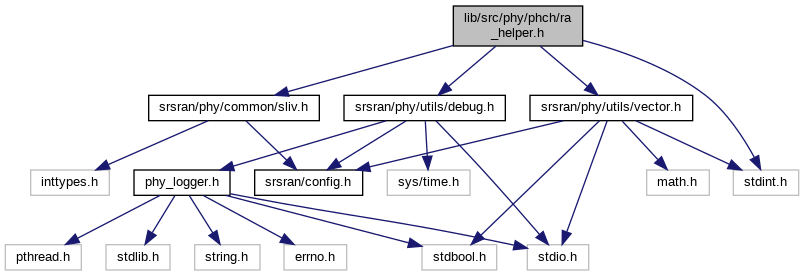 lib/src/phy/phch/ra
_helper.h
srsran/phy/common/sliv.h
srsran/phy/utils/debug.h
srsran/phy/utils/vector.h
inttypes.h
phy_logger.h
srsran/config.h
sys/time.h
math.h
stdint.h
pthread.h
stdlib.h
string.h
errno.h
stdbool.h
stdio.h